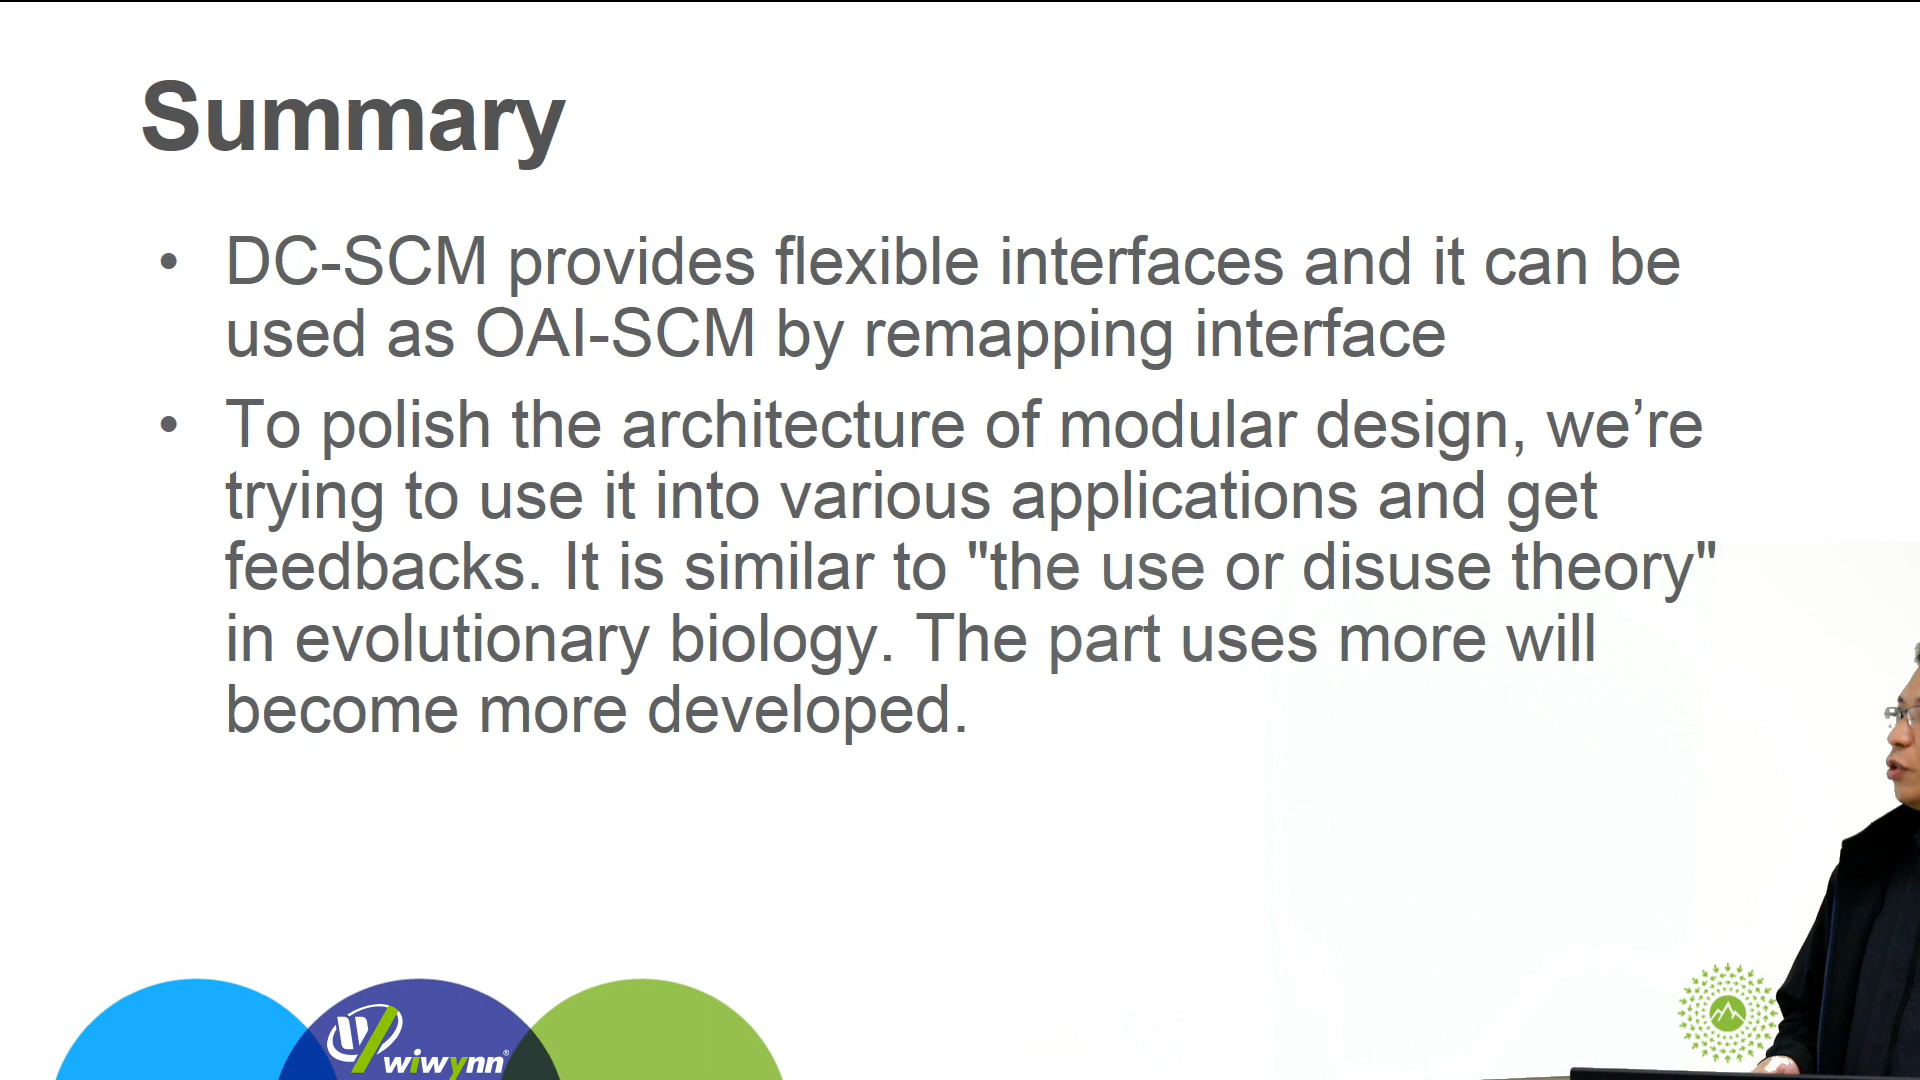 Summary
• DC-SCM provides flexible interfaces and it can be
used as OAI-SCM by remapping interface
• To polish the architecture of modular design, we’re
trying to use it into various applications and get
feedbacks. It is similar to "the use or disuse theory"
in evolutionary biology. The part uses more will
become more developed.
wiwynn®